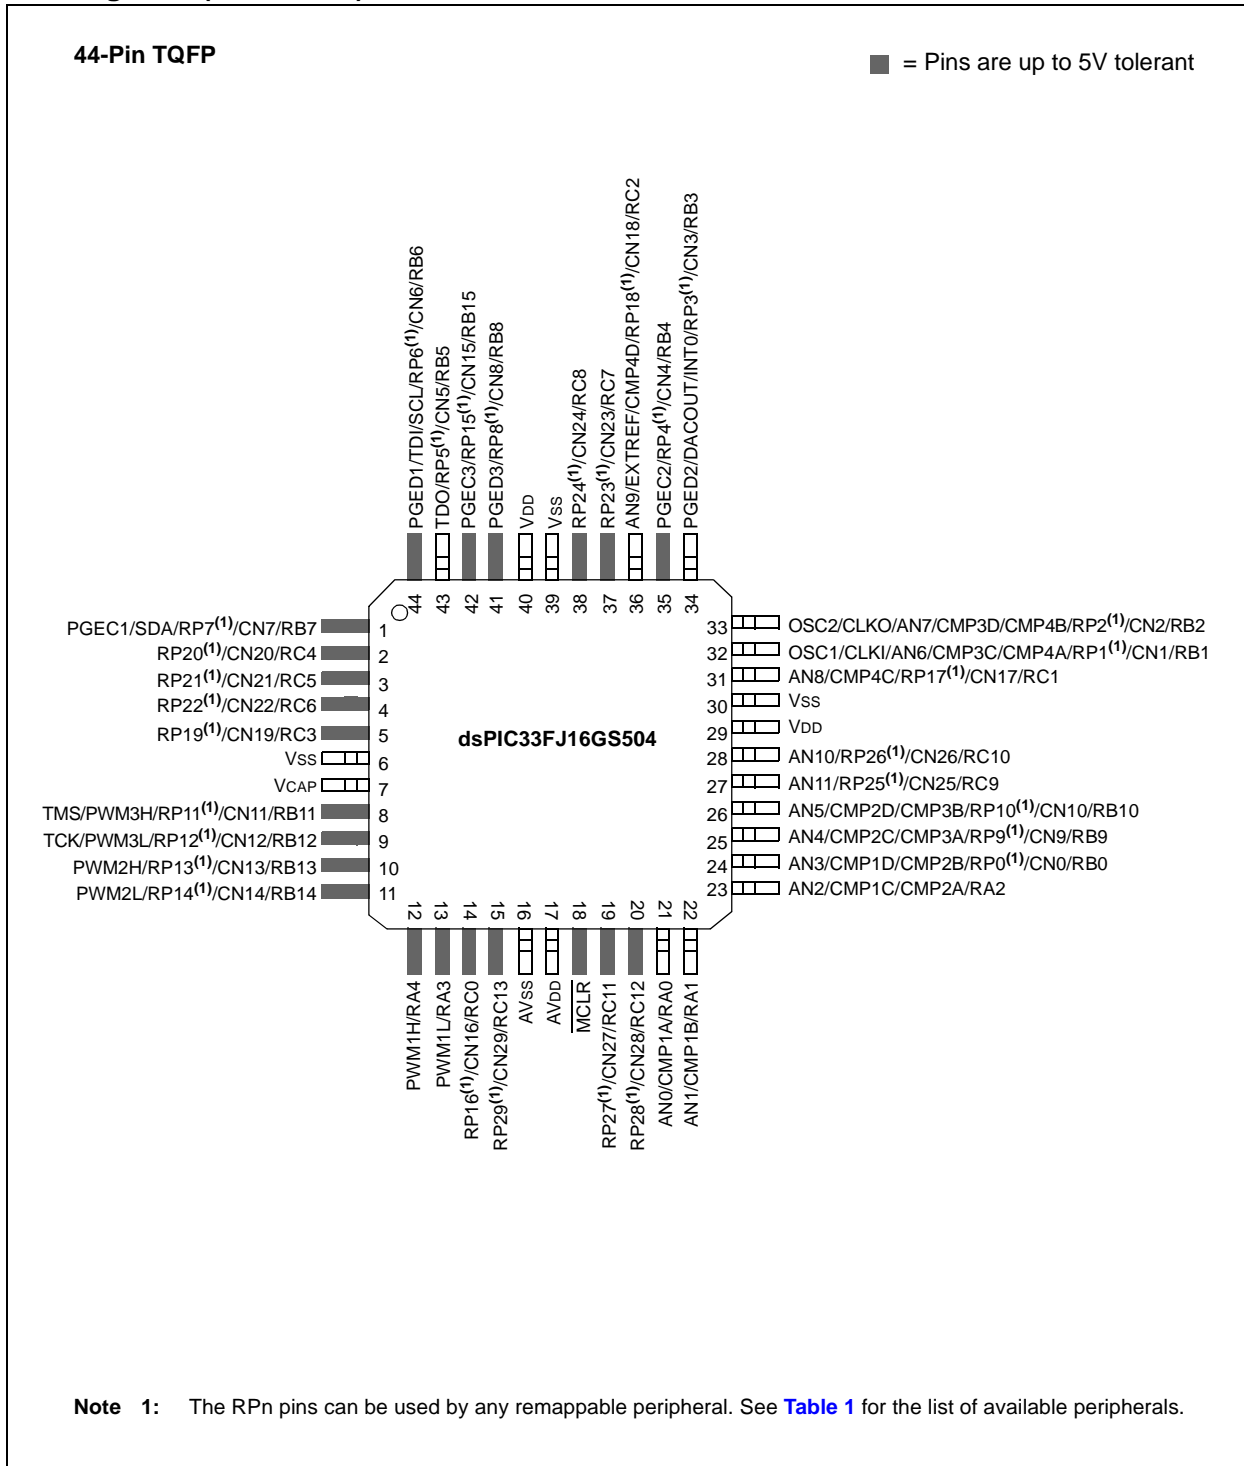 44-Pin TQFP
= Pins are up to 5V tolerant
PGED1/TDI/SCL/RP6(1)/CN6/RB6
TDO/RP5(1)/CN5/RB5
PGEC3/RP15(1)/CN15/RB15
PGED3/RP8(1)/CN8/RB8
VDD
VSS
RP24(1)/CN24/RC8
RP23(1)/CN23/RC7
AN9/EXTREF/CMP4D/RP18(1)/CN18/RC2
PGEC2/RP4(1)/CN4/RB4
PGED2/DACOUT/INT0/RP3(1)/CN3/RB3
44 43 42 41 40 39 38 37 36 35 34
PGEC1/SDA/RP7(1)/CN7/RB7 1
RP20(1)/CN20/RC4 2
RP21(1)/CN21/RC5 3
RP22(1)/CN22/RC6 4
RP19(1)/CN19/RC3 5
VSS 6
VCAP 7
TMS/PWM3H/RP11(1)/CN11/RB11 8
TCK/PWM3L/RP12(1)/CN12/RB12 9
PWM2H/RP13(1)/CN13/RB13 10
PWM2L/RP14(1)/CN14/RB14 11
dsPIC33FJ16GS504
33 OSC2/CLKO/AN7/CMP3D/CMP4B/RP2(1)/CN2/RB2
32 OSC1/CLKI/AN6/CMP3C/CMP4A/RP1(1)/CN1/RB1
31 AN8/CMP4C/RP17(1)/CN17/RC1
30 VSS
29 VDD
28 AN10/RP26(1)/CN26/RC10
27 AN11/RP25(1)/CN25/RC9
26 AN5/CMP2D/CMP3B/RP10(1)/CN10/RB10
25 AN4/CMP2C/CMP3A/RP9(1)/CN9/RB9
24 AN3/CMP1D/CMP2B/RP0(1)/CN0/RB0
23 AN2/CMP1C/CMP2A/RA2
12 13 14 15 16 17 18 19 20 21 22
PWM1H/RA4
PWM1L/RA3
RP16(1)/CN16/RC0
RP29(1)/CN29/RC13
AVSS
AVDD
MCLR
RP27(1)/CN27/RC11
RP28(1)/CN28/RC12
AN0/CMP1A/RA0
AN1/CMP1B/RA1
Note 1: The RPn pins can be used by any remappable peripheral. See Table 1 for the list of available peripherals.